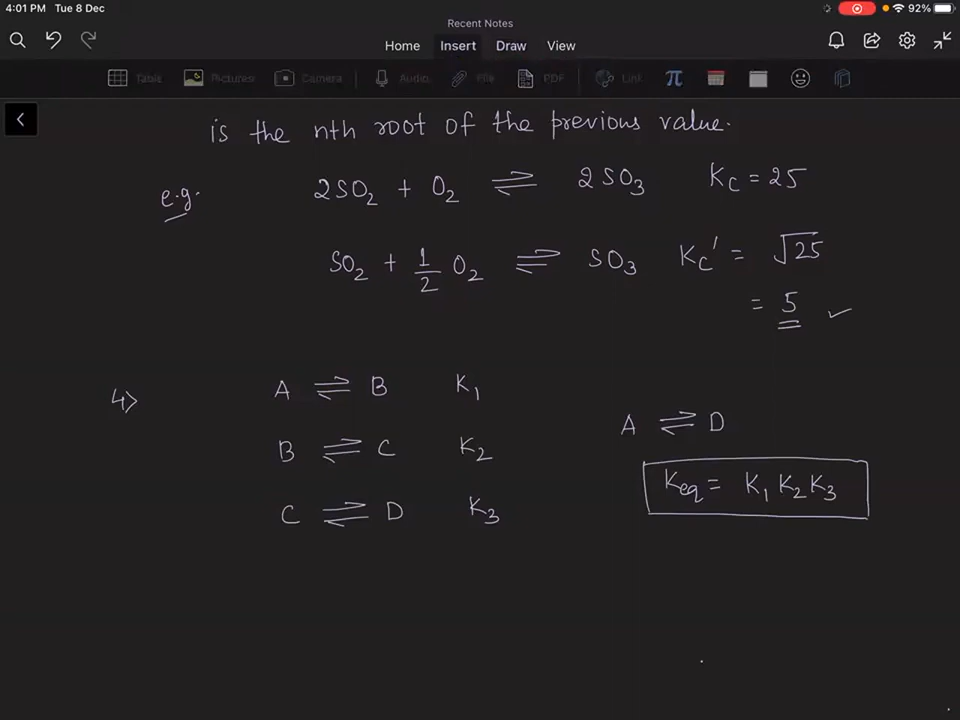 4:01 PM Tue 8 Dec 92%
Recent Notes
Home Insert Draw View
Table Pictures Camera Audio File PDF Link π
is the nth root of the previous value.
e.g. 2SO₂ + O₂ ⇌ 2SO₃ Kc = 25
SO₂ + 1/2 O₂ ⇌ SO₃ Kc' = √25
= 5 ✓
4> A ⇌ B K₁
A ⇌ D
B ⇌ C K₂
Keq = K₁ K₂ K₃
C ⇌ D K₃